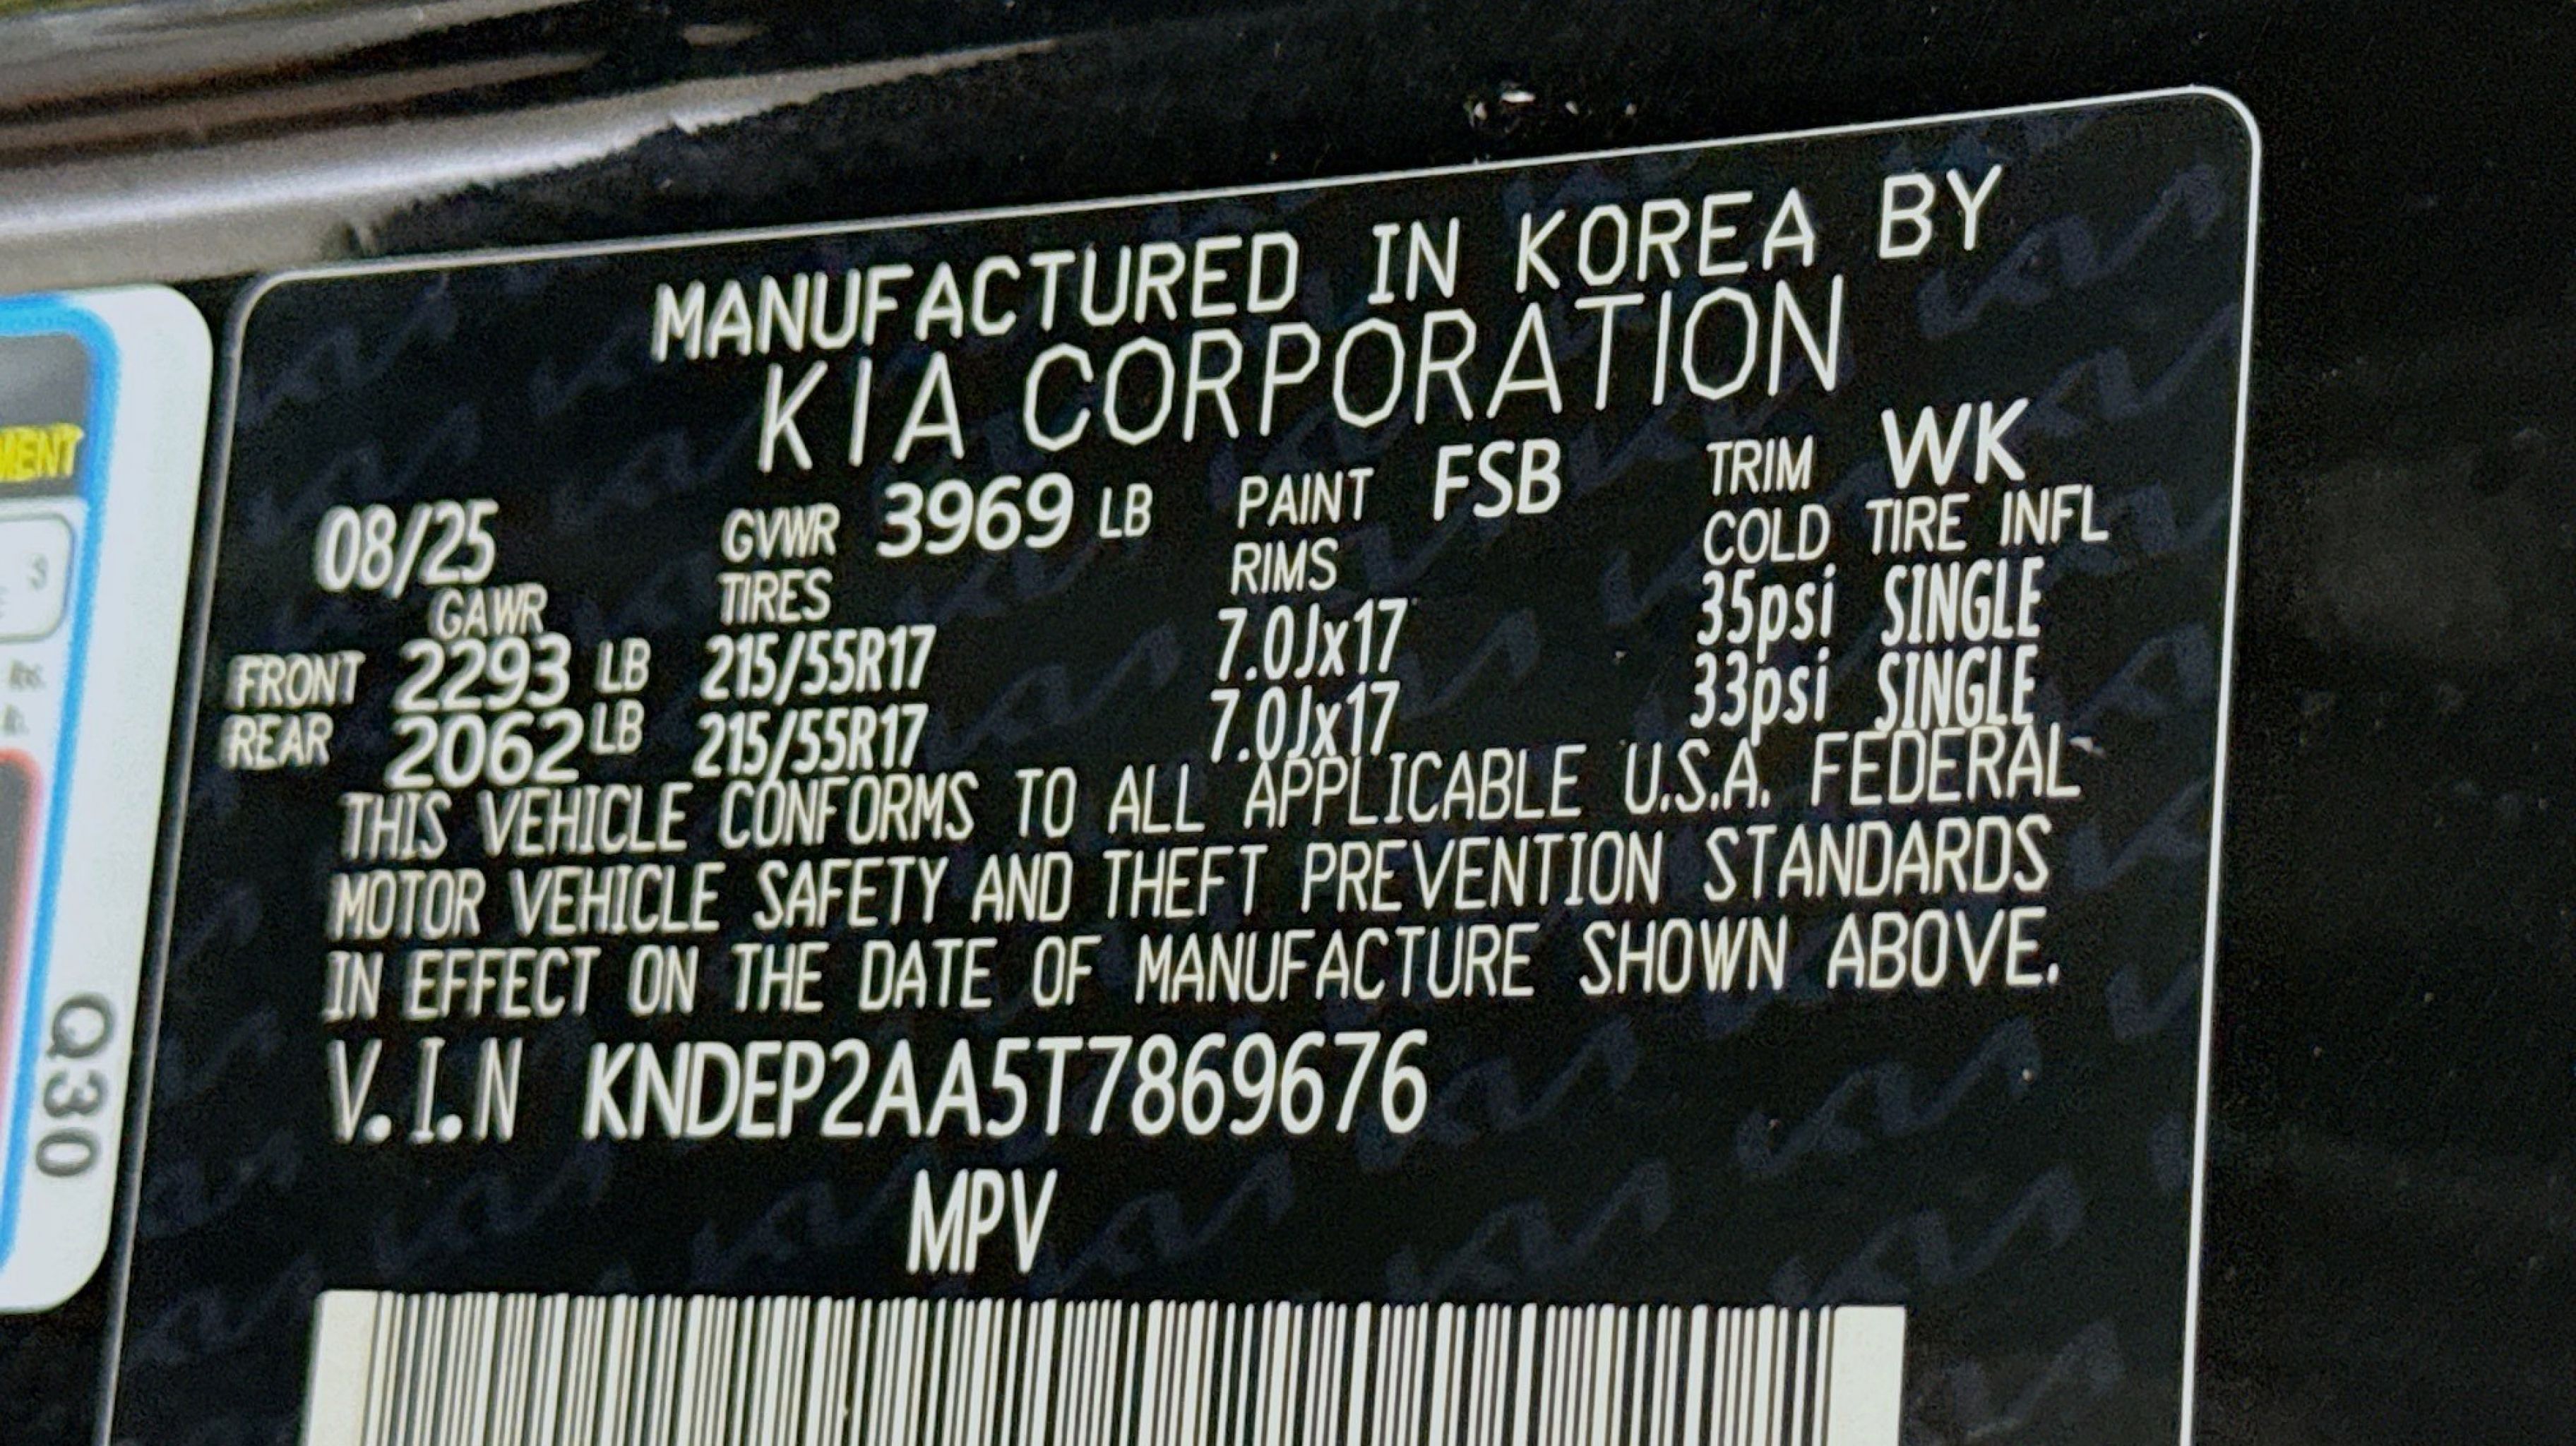 MANUFACTURED IN KOREA BY
KIA CORPORATION
08/25 GVWR 3969 LB PAINT FSB TRIM WK
GAWR TIRES RIMS COLD TIRE INFL
FRONT 2293 LB 215/55R17 7.0Jx17 35psi SINGLE
REAR 2062 LB 215/55R17 7.0Jx17 33psi SINGLE
THIS VEHICLE CONFORMS TO ALL APPLICABLE U.S.A. FEDERAL
MOTOR VEHICLE SAFETY AND THEFT PREVENTION STANDARDS
IN EFFECT ON THE DATE OF MANUFACTURE SHOWN ABOVE.
V.I.N KNDEP2AA5T7869676
MPV
MENT
lbs.
Q30